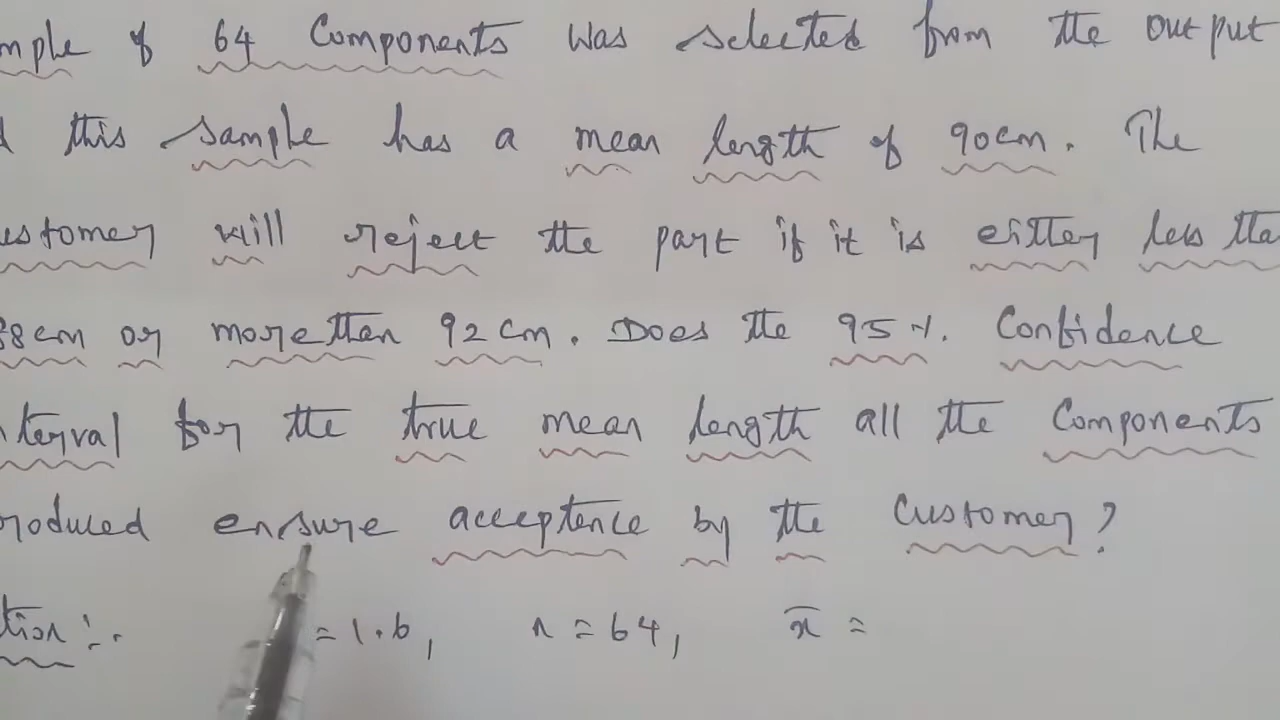 mple of 64 Components was selected from the output
d this sample has a mean length of 90cm. The
ustomer will reject the part if it is either less tha
88cm or more than 92cm. Does the 95%. Confidence
nterval for the true mean length all the Components
roduced ensure acceptence by the Customer?
tion:- = 1.6, n = 64, x̄ =